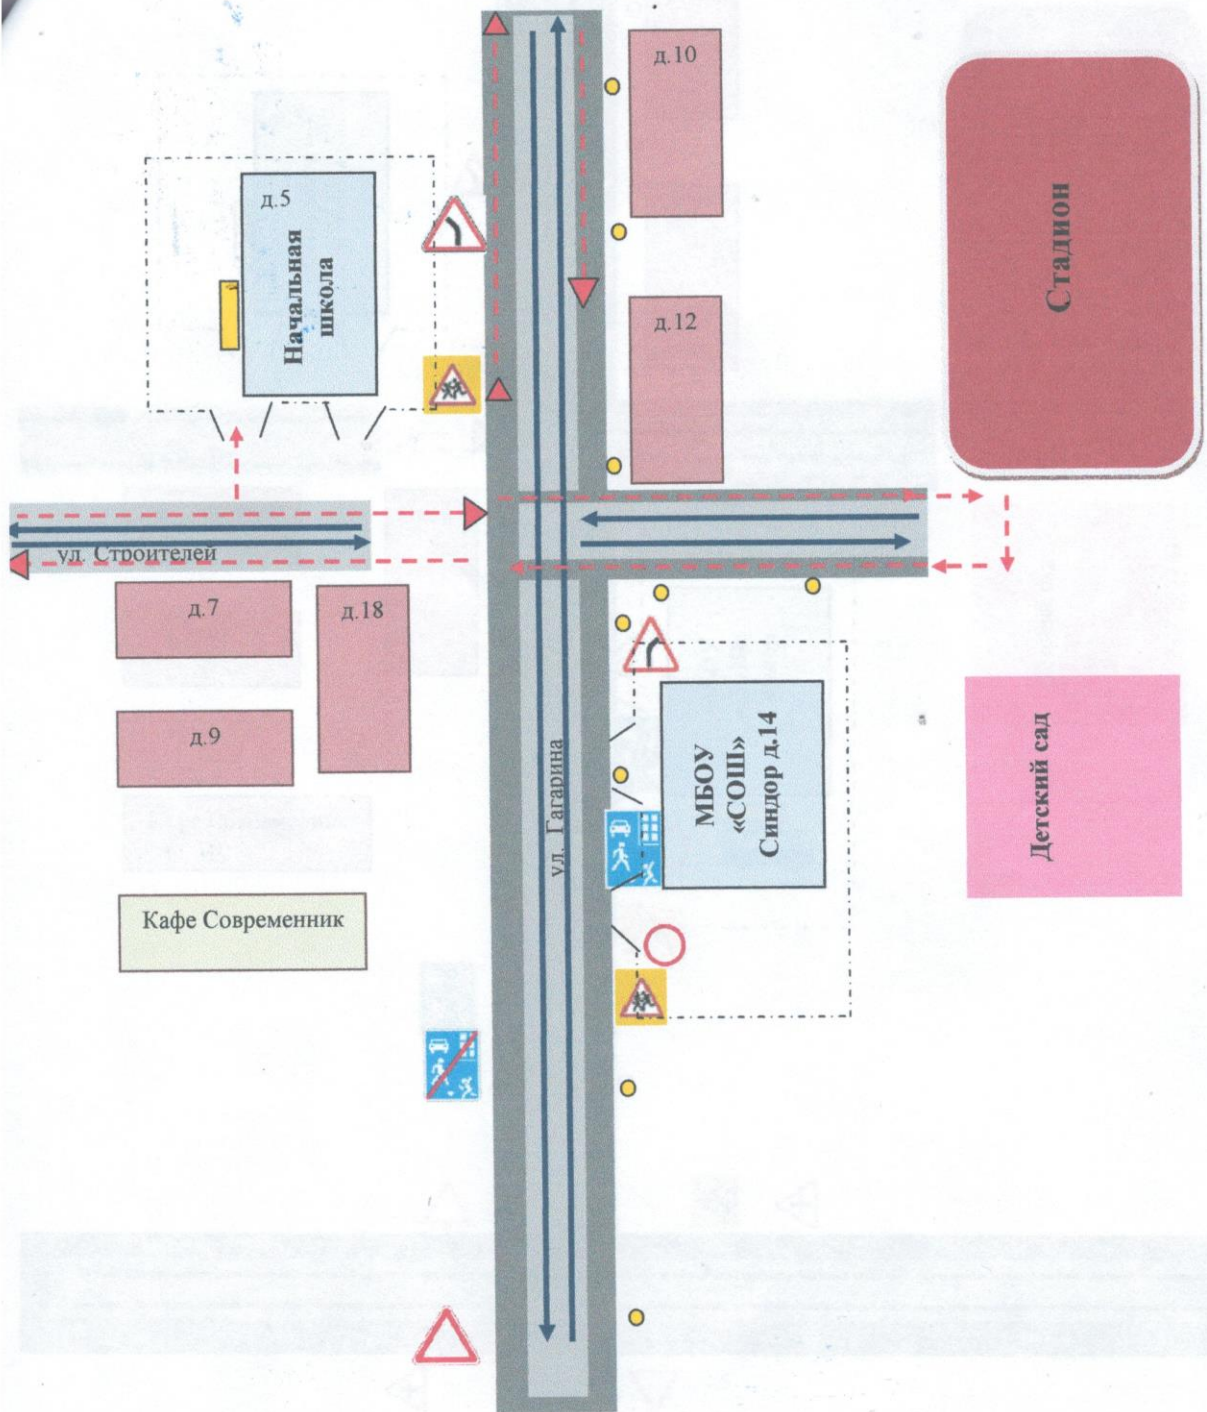 д.10
д.5
Начальная
школа
Стадион
д.12
ул. Строителей
д.7
д.18
д.9
ул. Гагарина
МБОУ
«СОШ»
Синдор д.14
Детский сад
Кафе Современник